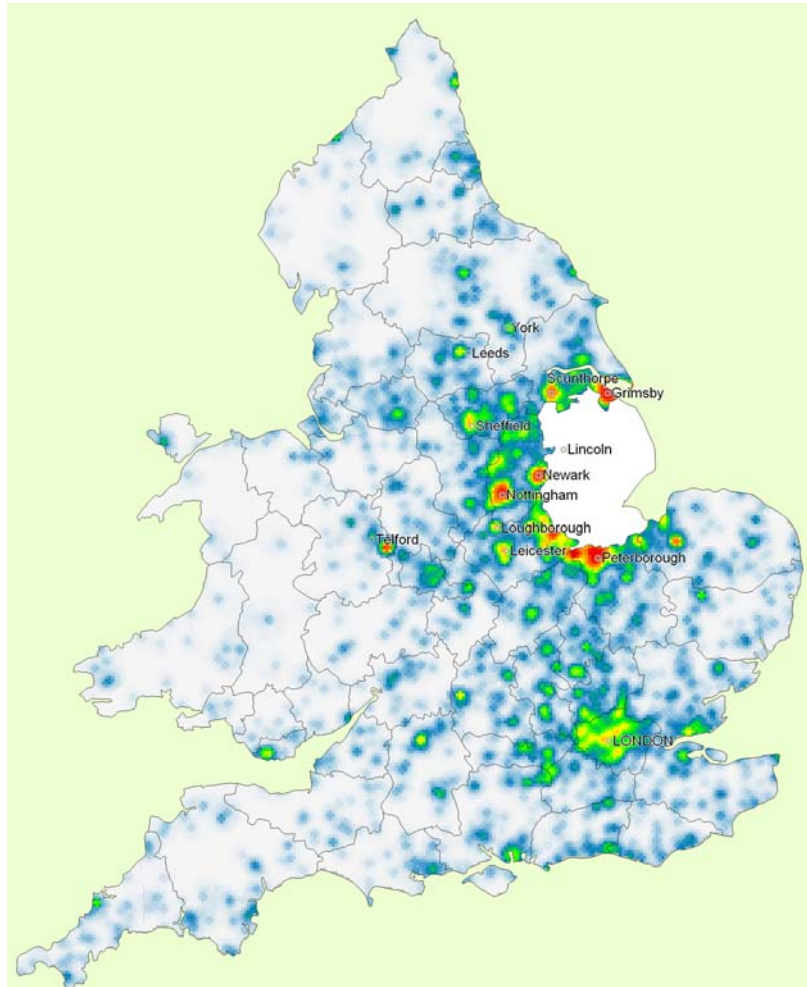 York
Leeds
Scunthorpe
Grimsby
Sheffield
Lincoln
Newark
Nottingham
Loughborough
Telford
Leicester
Peterborough
LONDON